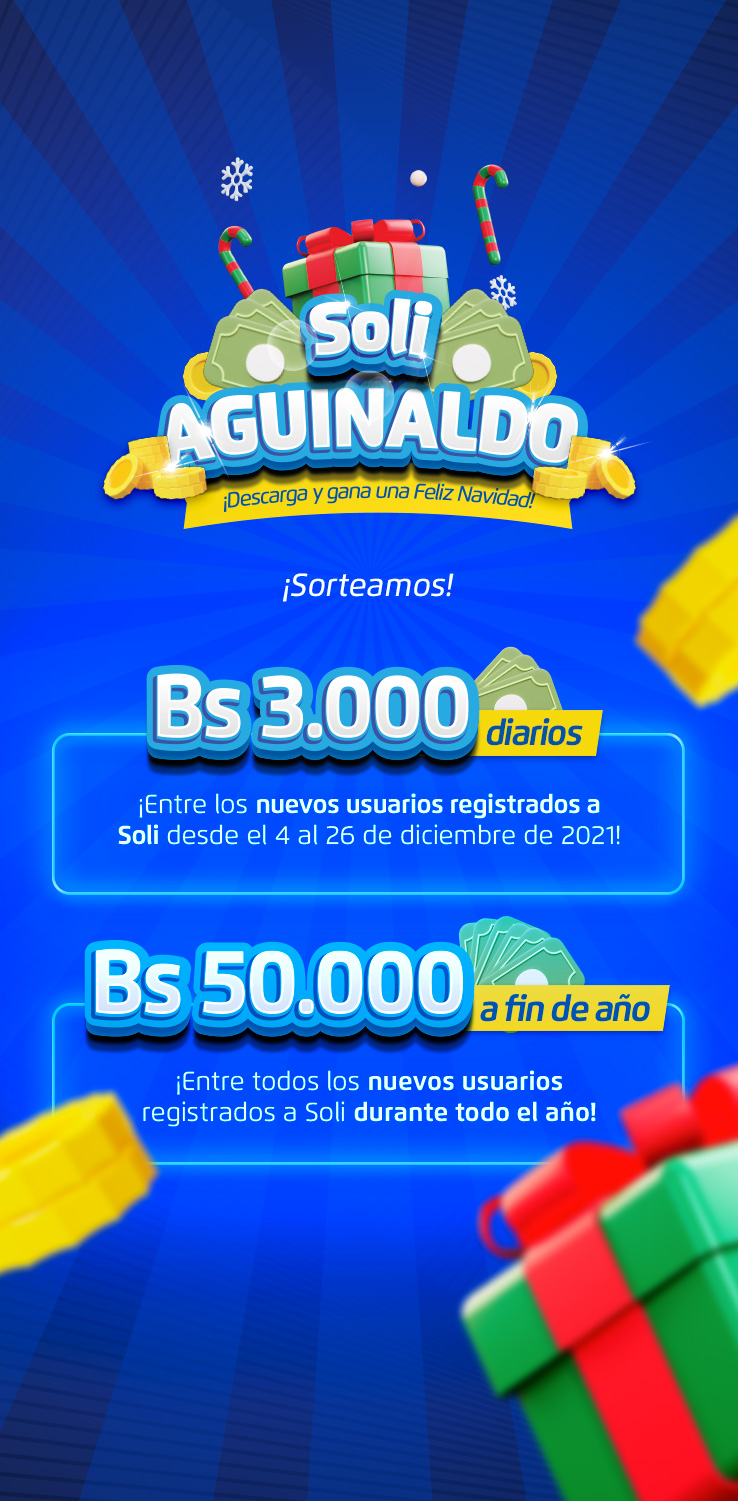 Soli
AGUINALDO
¡Descarga y gana una Feliz Navidad!
¡Sorteamos!
Bs 3.000
diarios
¡Entre los nuevos usuarios registrados a
Soli desde el 4 al 26 de diciembre de 2021!
Bs 50.000
a fin de año
¡Entre todos los nuevos usuarios
registrados a Soli durante todo el año!